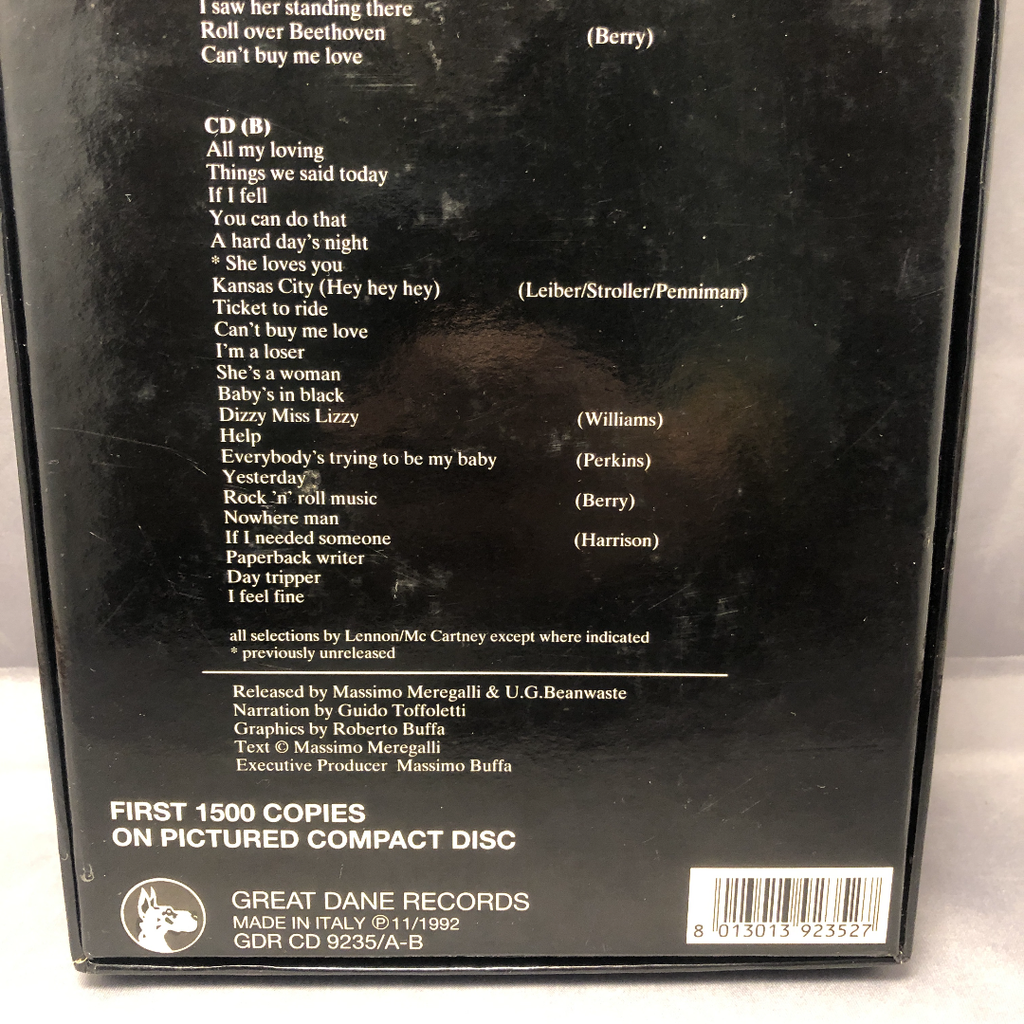 I saw her standing there
Roll over Beethoven (Berry)
Can't buy me love
CD (B)
All my loving
Things we said today
If I fell
You can do that
A hard day's night
* She loves you
Kansas City (Hey hey hey) (Leiber/Stroller/Penniman)
Ticket to ride
Can't buy me love
I'm a loser
She's a woman
Baby's in black
Dizzy Miss Lizzy (Williams)
Help
Everybody's trying to be my baby (Perkins)
Yesterday
Rock 'n' roll music (Berry)
Nowhere man
If I needed someone (Harrison)
Paperback writer
Day tripper
I feel fine
all selections by Lennon/Mc Cartney except where indicated
* previously unreleased
Released by Massimo Meregalli & U.G.Beanwaste
Narration by Guido Toffoletti
Graphics by Roberto Buffa
Text © Massimo Meregalli
Executive Producer Massimo Buffa
FIRST 1500 COPIES
ON PICTURED COMPACT DISC
GREAT DANE RECORDS
MADE IN ITALY ℗ 11/1992
GDR CD 9235/A-B
8 013013 923527